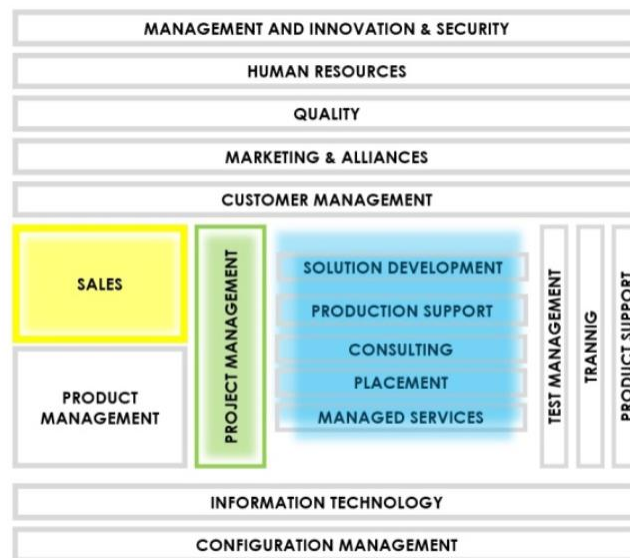 MANAGEMENT AND INNOVATION & SECURITY
HUMAN RESOURCES
QUALITY
MARKETING & ALLIANCES
CUSTOMER MANAGEMENT
SALES
PRODUCT
MANAGEMENT
PROJECT MANAGEMENT
SOLUTION DEVELOPMENT
PRODUCTION SUPPORT
CONSULTING
PLACEMENT
MANAGED SERVICES
TEST MANAGEMENT
TRANNIG
PRODUCT SUPPORT
INFORMATION TECHNOLOGY
CONFIGURATION MANAGEMENT